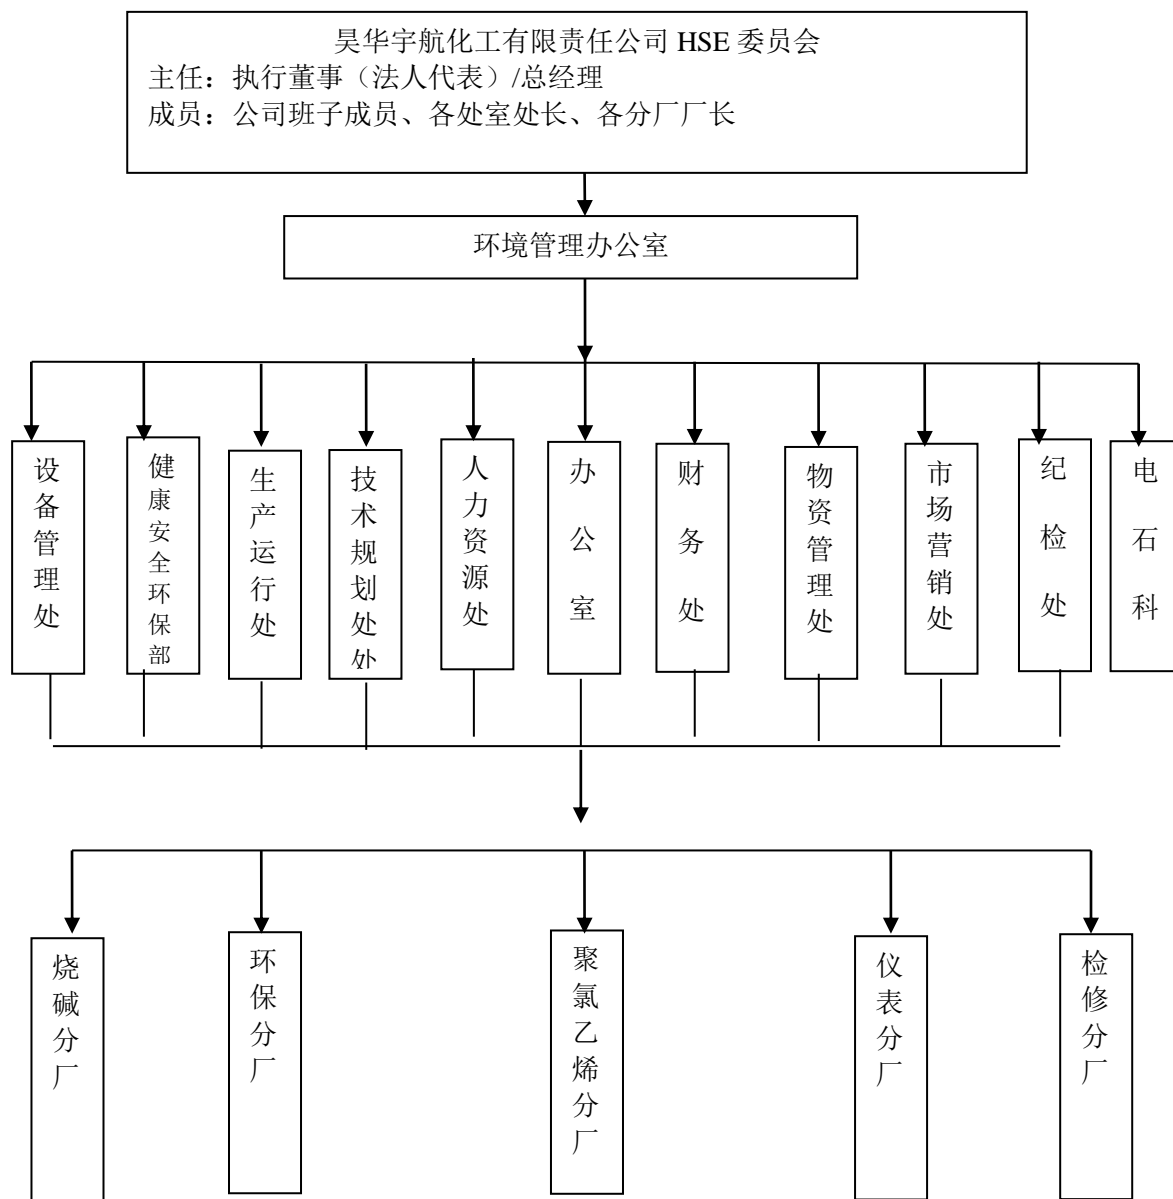 昊华宇航化工有限责任公司 HSE 委员会
主任：执行董事（法人代表）/总经理
成员：公司班子成员、各处室处长、各分厂厂长
环境管理办公室
设备管理处
健康安全环保部
生产运行处
技术规划处处
人力资源处
办公室
财务处
物资管理处
市场营销处
纪检处
电石科
烧碱分厂
环保分厂
聚氯乙烯分厂
仪表分厂
检修分厂